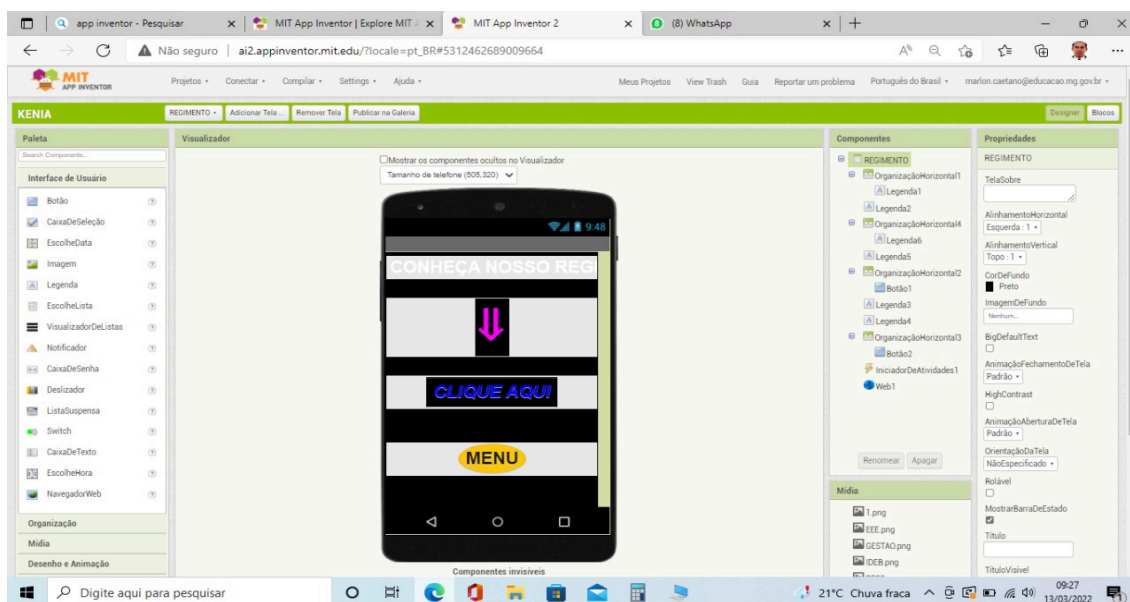 app inventor - Pesquisar
MIT App Inventor | Explore MIT A
MIT App Inventor 2
(8) WhatsApp
Não seguro
ai2.appinventor.mit.edu/?locale=pt_BR#5312462689009664
MIT
APP INVENTOR
Projetos
Conectar
Compilar
Settings
Ajuda
Meus Projetos
View Trash
Guia
Reportar um problema
Português do Brasil
marlon.caetano@educacao.mg.gov.br
KENIA
REGIMENTO
Adicionar Tela ...
Remover Tela
Publicar na Galeria
Designer
Blocos
Paleta
Search Components...
Interface de Usuário
Botão
CaixaDeSeleção
EscolheData
Imagem
Legenda
EscolheLista
VisualizadorDeListas
Notificador
CaixaDeSenha
Deslizador
ListaSuspensa
Switch
CaixaDeTexto
EscolheHora
NavegadorWeb
Organização
Mídia
Desenho e Animação
Visualizador
Mostrar os componentes ocultos no Visualizador
Tamanho de telefone (505,320)
9:48
CONHEÇA NOSSO REGI
CLIQUE AQUI
MENU
Componentes invisíveis
Componentes
REGIMENTO
OrganizaçãoHorizontal1
Legenda1
Legenda2
OrganizaçãoHorizontal4
Legenda6
Legenda5
OrganizaçãoHorizontal2
Botão1
Legenda3
Legenda4
OrganizaçãoHorizontal3
Botão2
IniciadorDeAtividades1
Web1
Renomear
Apagar
Mídia
1.png
EEE.png
GESTAO.png
IDEB.png
Propriedades
REGIMENTO
TelaSobre
AlinhamentoHorizontal
Esquerda : 1
AlinhamentoVertical
Topo : 1
CorDeFundo
Preto
ImagemDeFundo
Nenhum...
BigDefaultText
AnimaçãoFechamentoDeTela
Padrão
HighContrast
AnimaçãoAberturaDeTela
Padrão
OrientaçãoDaTela
NãoEspecificado
Rolável
MostrarBarraDeEstado
Título
TítuloVisível
Digite aqui para pesquisar
21°C Chuva fraca
09:27
13/03/2022